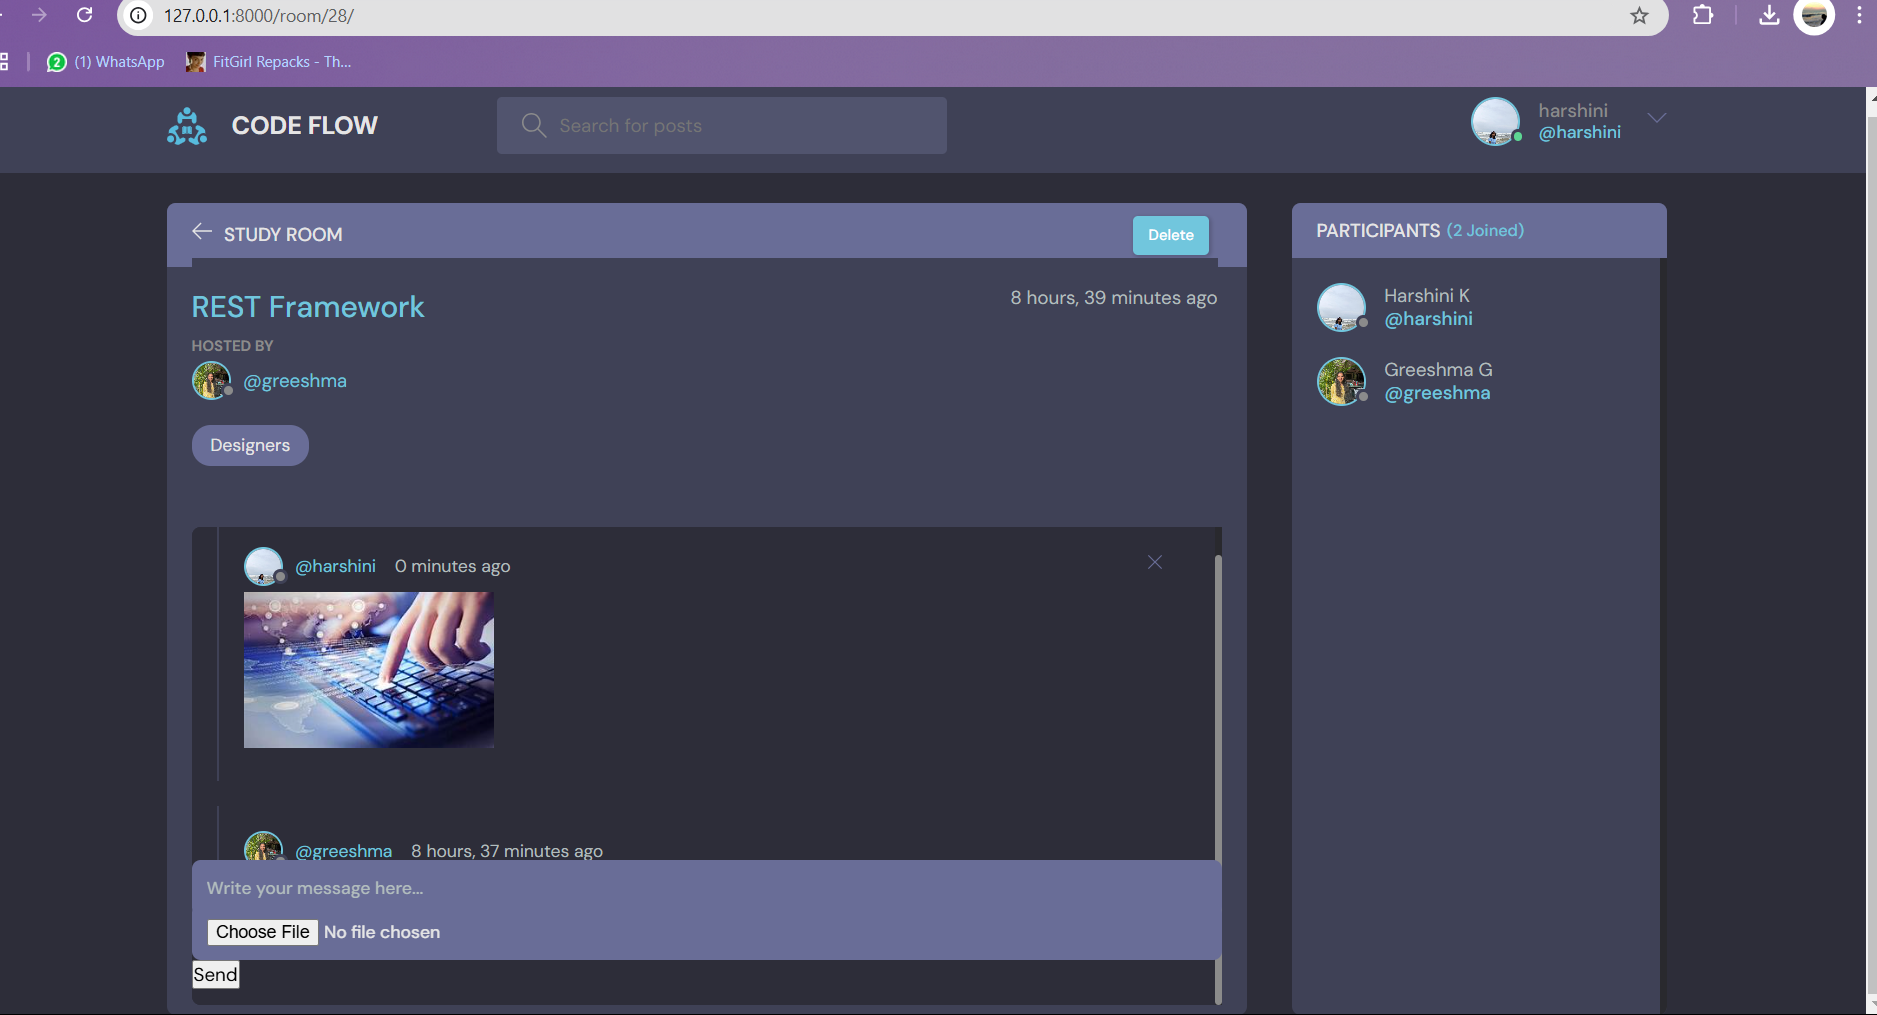 127.0.0.1:8000/room/28/
(1) WhatsApp
FitGirl Repacks - Th...
CODE FLOW
Search for posts
harshini
@harshini
STUDY ROOM
Delete
REST Framework
8 hours, 39 minutes ago
HOSTED BY
@greeshma
Designers
@harshini 0 minutes ago
@greeshma 8 hours, 37 minutes ago
Write your message here...
Choose File No file chosen
Send
PARTICIPANTS (2 Joined)
Harshini K
@harshini
Greeshma G
@greeshma